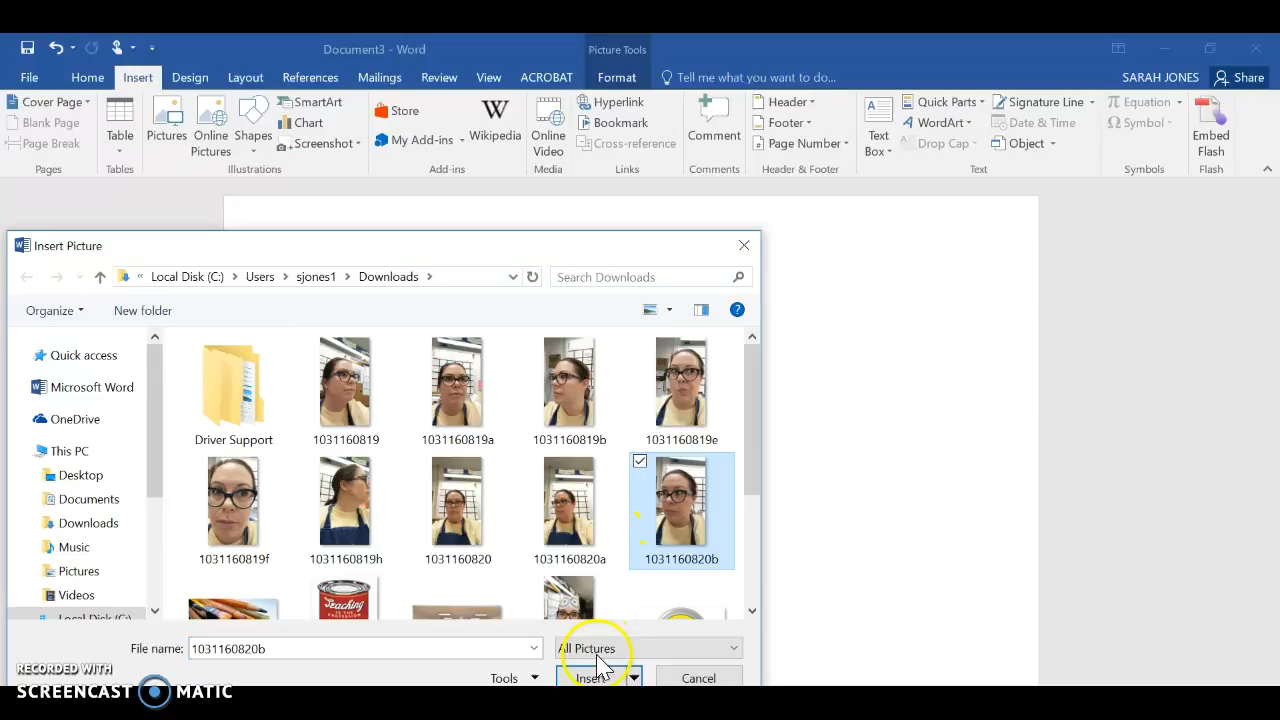 Document3 - Word
Picture Tools
File Home Insert Design Layout References Mailings Review View ACROBAT Format Tell me what you want to do... SARAH JONES Share
Cover Page
Blank Page
Page Break
Pages
Table
Tables
Pictures
Online Pictures
Shapes
SmartArt
Chart
Screenshot
Illustrations
Store
My Add-ins
Wikipedia
Add-ins
Online Video
Media
Hyperlink
Bookmark
Cross-reference
Links
Comment
Comments
Header
Footer
Page Number
Header & Footer
Text Box
Quick Parts
WordArt
Drop Cap
Signature Line
Date & Time
Object
Text
Equation
Symbol
Symbols
Embed Flash
Flash
Insert Picture
« Local Disk (C:) > Users > sjones1 > Downloads >
Search Downloads
Organize
New folder
Quick access
Microsoft Word
OneDrive
This PC
Desktop
Documents
Downloads
Music
Pictures
Videos
Local Disk (C:)
Driver Support
1031160819
1031160819a
1031160819b
1031160819e
1031160819f
1031160819h
1031160820
1031160820a
1031160820b
Teaching
IS THE
PROFESSION
File name: 1031160820b
All Pictures
Tools
Insert
Cancel
RECORDED WITH
SCREENCAST MATIC